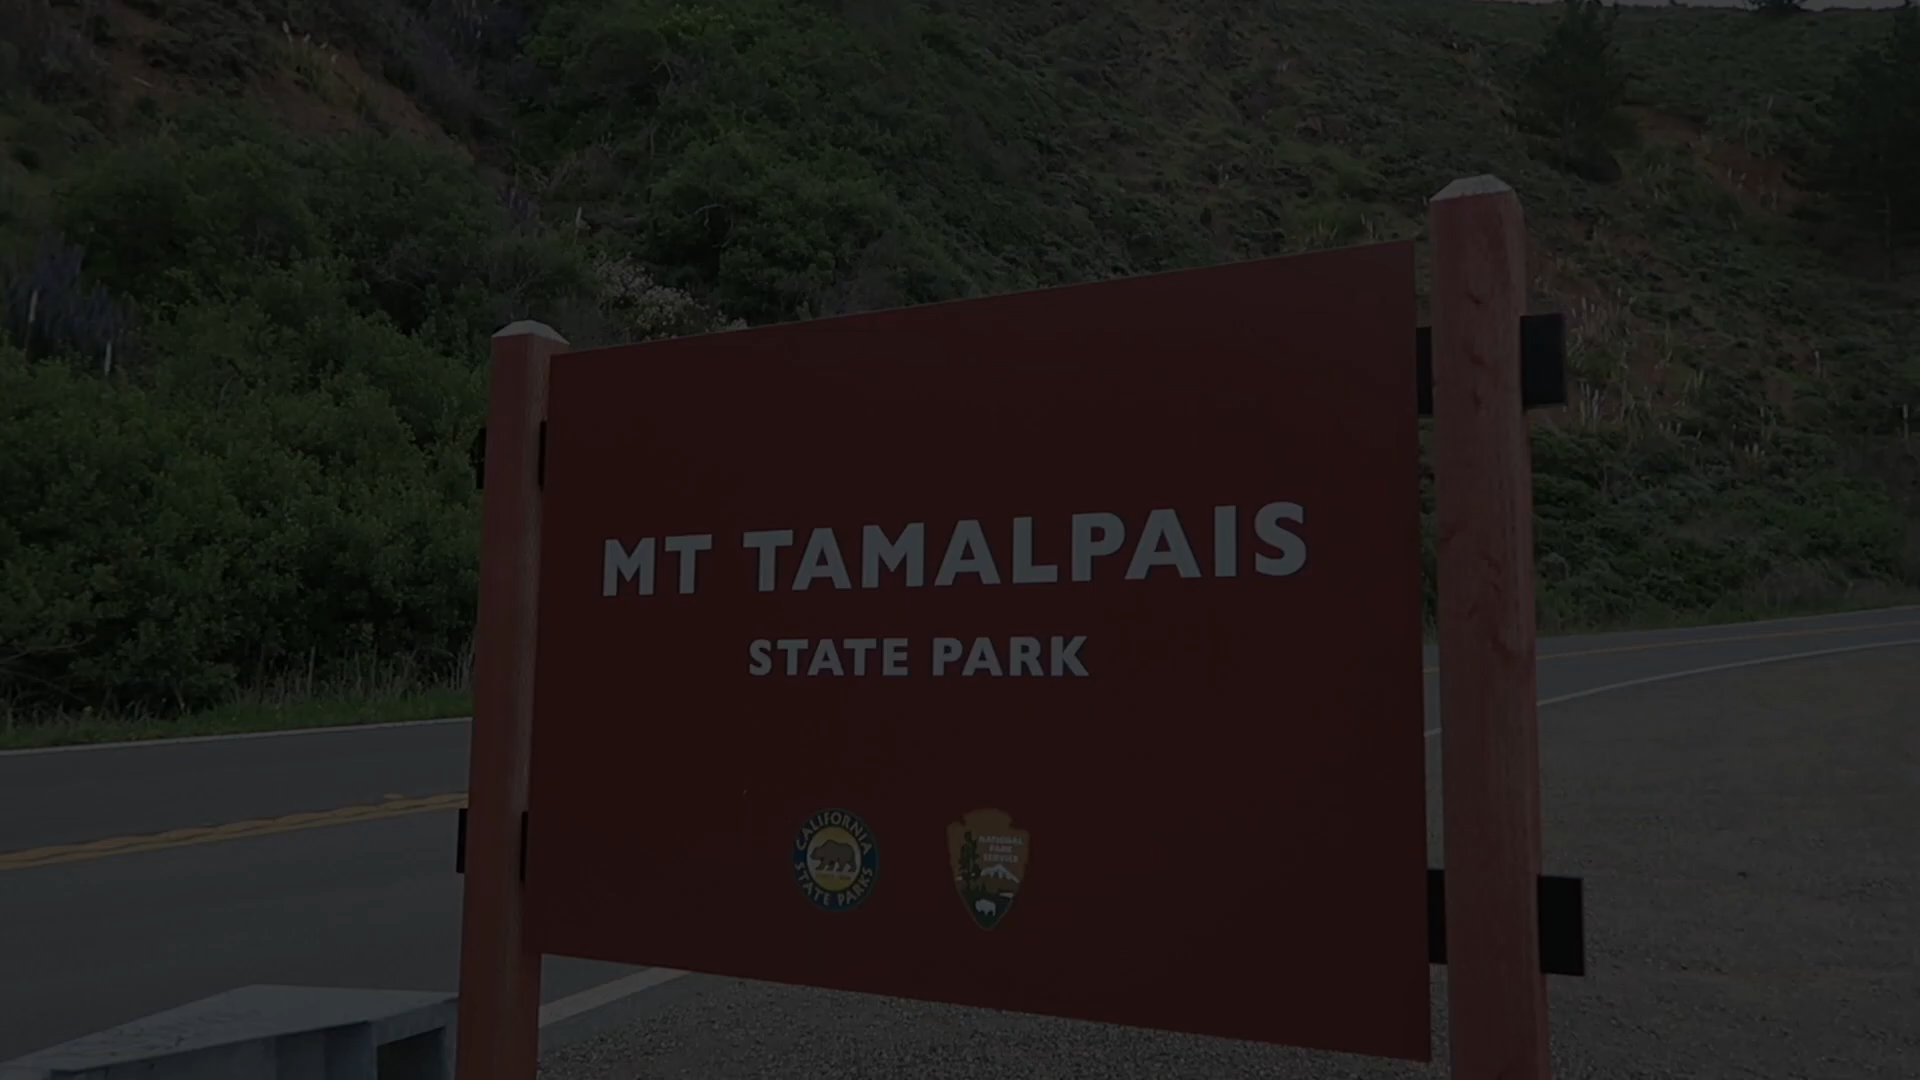 MT TAMALPAIS
STATE PARK
CALIFORNIA
STATE PARKS
NATIONAL
PARK
SERVICE